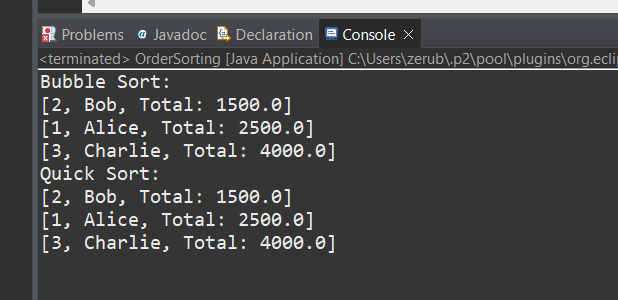 Problems @ Javadoc Declaration Console
<terminated> OrderSorting [Java Application] C:\Users\zerub\.p2\pool\plugins\org.eclip
Bubble Sort:
[2, Bob, Total: 1500.0]
[1, Alice, Total: 2500.0]
[3, Charlie, Total: 4000.0]
Quick Sort:
[2, Bob, Total: 1500.0]
[1, Alice, Total: 2500.0]
[3, Charlie, Total: 4000.0]